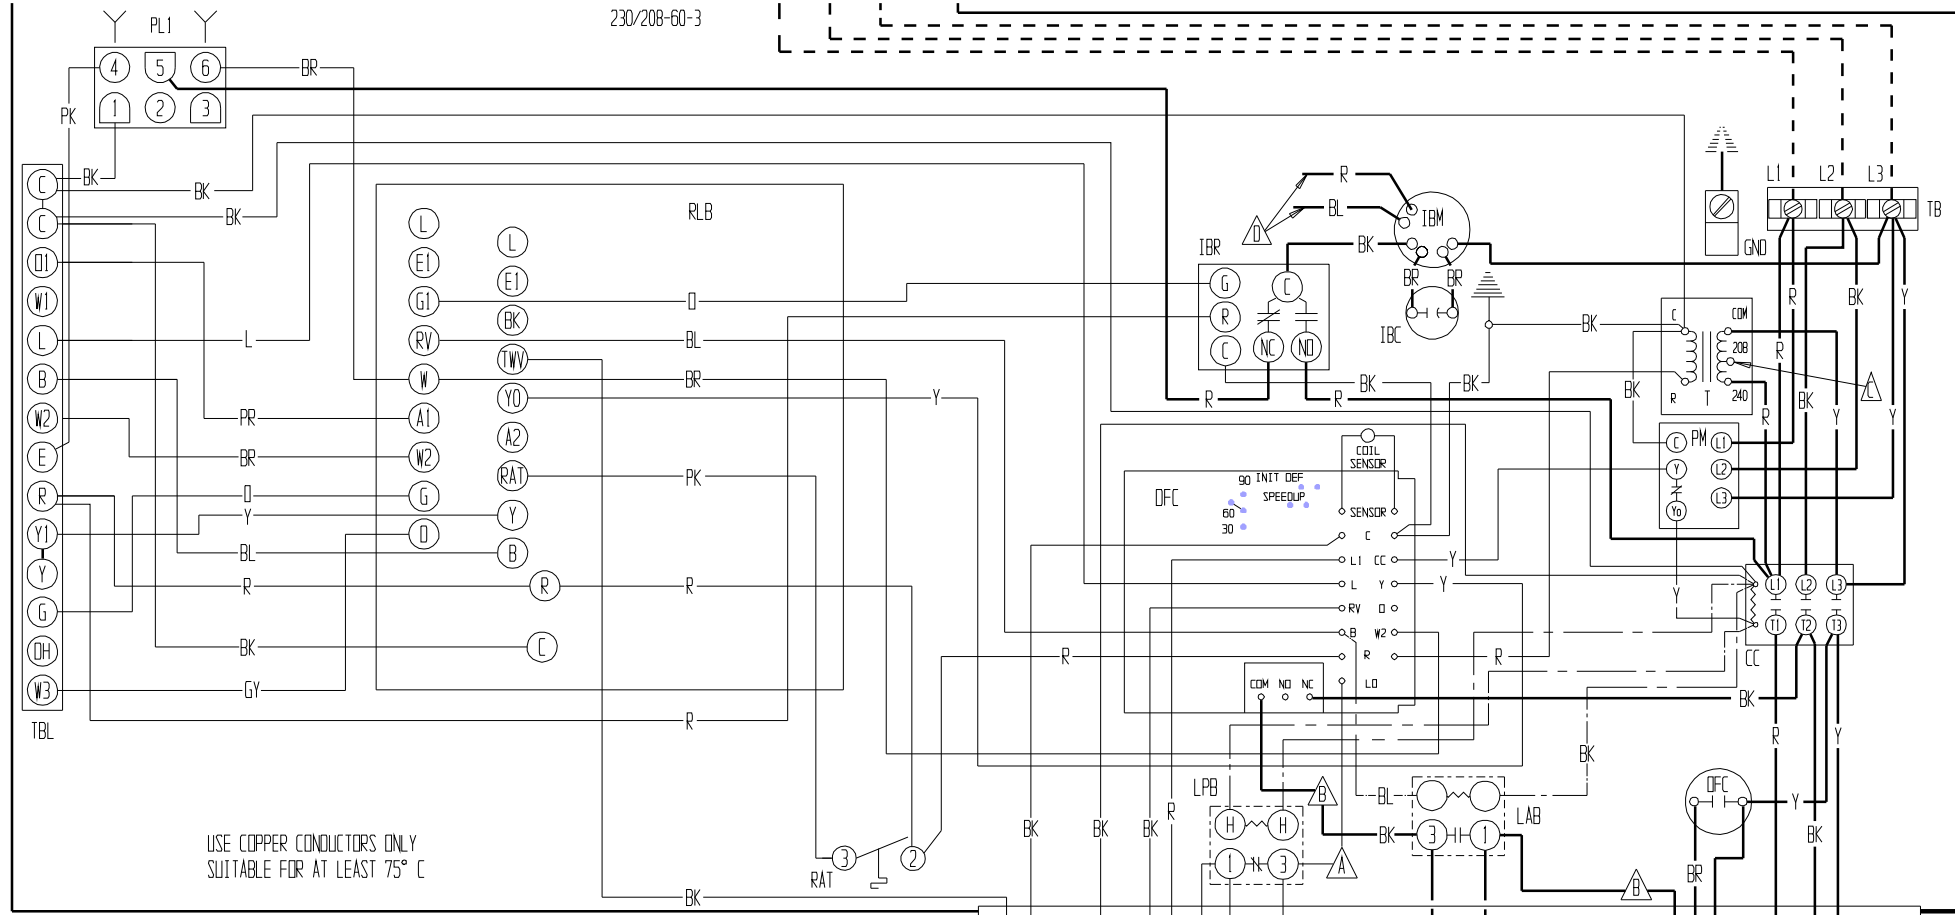 230/208-60-3
PL1
4 5 6
1 2 3
BR
PK
BK
BK
BK
C
C
O1
W1
L
B
W2
E
R
Y1
Y
G
OH
W3
TBL
L
PR
BR
O
Y
BL
R
BK
GY
RLB
L
E1
G1
RV
W
A1
W2
G
O
L
E1
BK
TWV
YO
A2
RAT
Y
B
R
C
O
BL
BR
Y
PK
R
R
BK
RAT
3
2
R
USE COPPER CONDUCTORS ONLY
SUITABLE FOR AT LEAST 75° C
D
R
BL
IBM
BK
BR BR
IBC
IBR
G
R
C
C
NC NO
R
R
BK
BK
BK
GND
L1 L2 L3
TB
R BK Y
C COM
208
240
R T
C
BK
R
R
BK
Y
Y
PM
C L1
Y L2
L3
Yo
Y
COIL
SENSOR
DFC
90 INIT DEF
SPEEDUP
60
30
SENSOR
C
L1 CC
L Y
RV O
B W2
R
LO
COM NO NC
Y
Y
R
BK
L1 L2 L3
T1 T2 T3
CC
R
Y
BK
BK
BK
BK
BK
R
LPB
H H
1 3
A
B
BL
BK
LAB
3 1
B
OFC
Y
BR